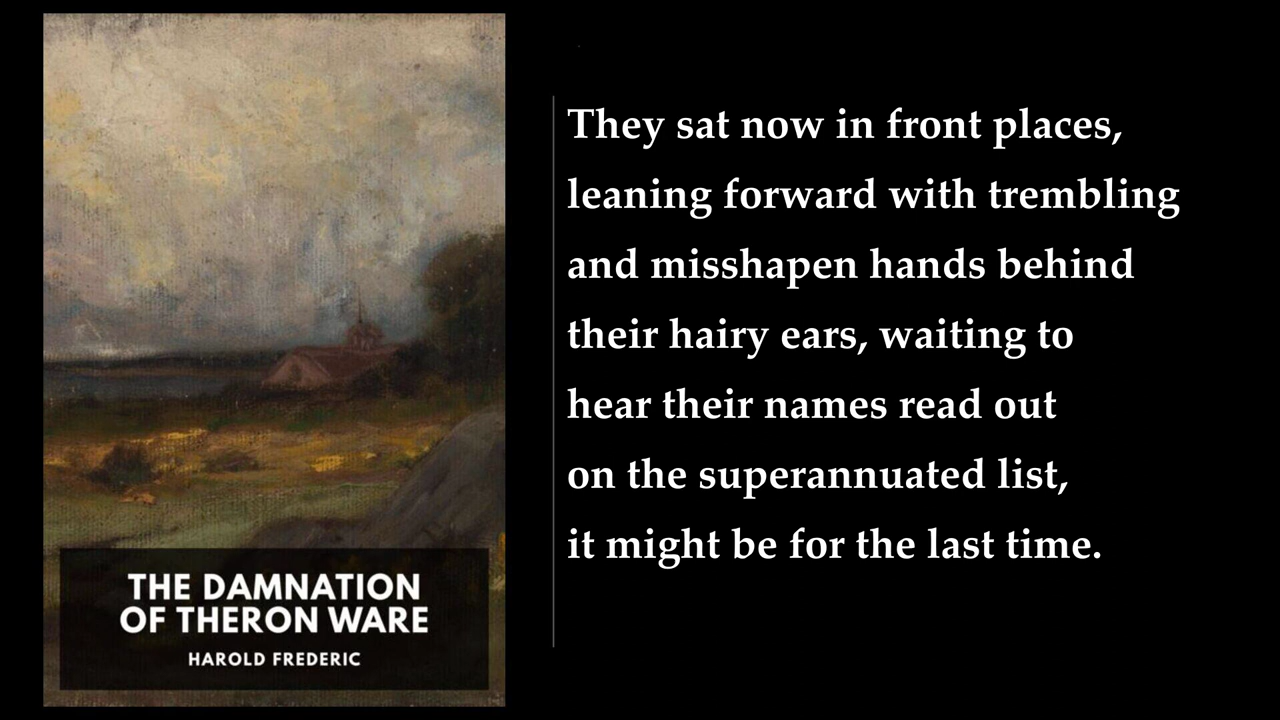 THE DAMNATION
OF THERON WARE
HAROLD FREDERIC
They sat now in front places,
leaning forward with trembling
and misshapen hands behind
their hairy ears, waiting to
hear their names read out
on the superannuated list,
it might be for the last time.